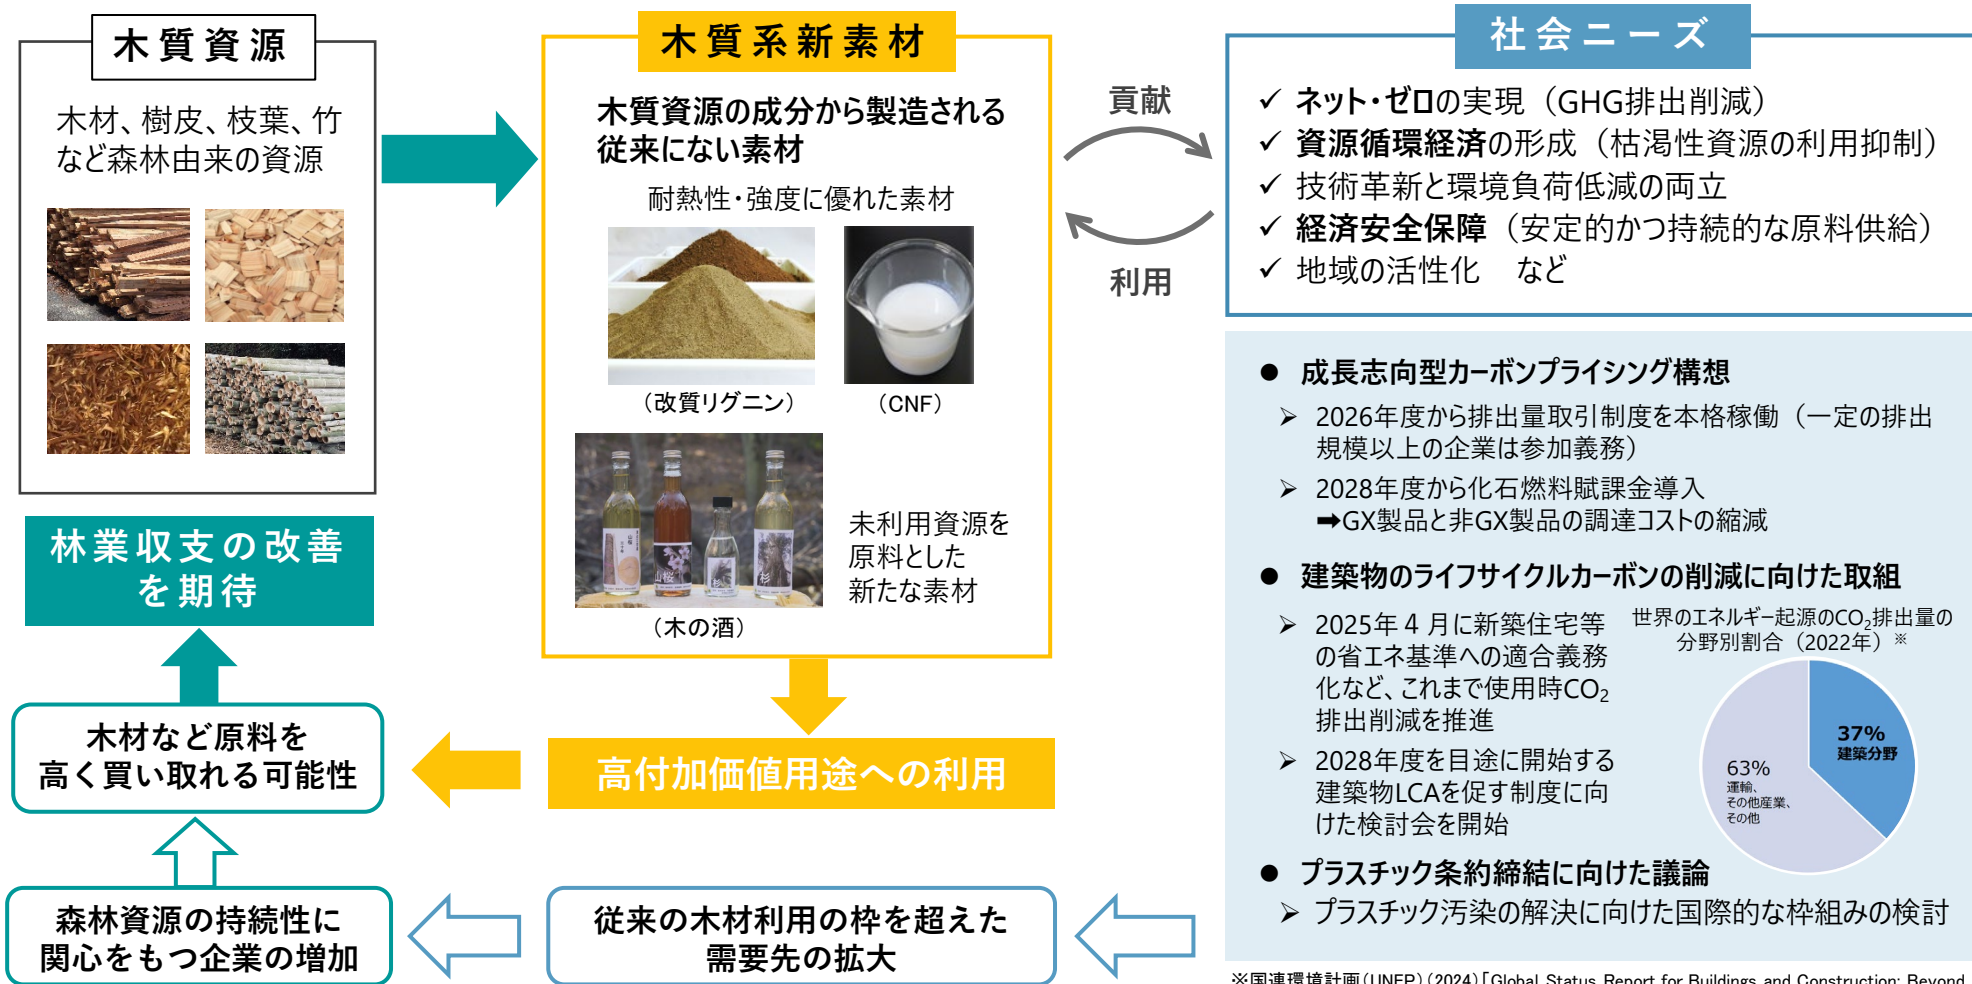 木質資源
木材、樹皮、枝葉、竹
など森林由来の資源
木質系新素材
木質資源の成分から製造される
従来にない素材
耐熱性・強度に優れた素材
（改質リグニン）
（CNF）
未利用資源を
原料とした
新たな素材
（木の酒）
貢献
利用
社会ニーズ
✓ ネット・ゼロの実現（GHG排出削減）
✓ 資源循環経済の形成（枯渇性資源の利用抑制）
✓ 技術革新と環境負荷低減の両立
✓ 経済安全保障（安定的かつ持続的な原料供給）
✓ 地域の活性化　など
● 成長志向型カーボンプライシング構想
➢ 2026年度から排出量取引制度を本格稼働（一定の排出
規模以上の企業は参加義務）
➢ 2028年度から化石燃料賦課金導入
➡GX製品と非GX製品の調達コストの縮減
● 建築物のライフサイクルカーボンの削減に向けた取組
➢ 2025年４月に新築住宅等
の省エネ基準への適合義務
化など、これまで使用時CO₂
排出削減を推進
➢ 2028年度を目途に開始する
建築物LCAを促す制度に向
けた検討会を開始
世界のエネルギー起源のCO₂排出量の
分野別割合（2022年）※
37%
建築分野
63%
運輸、
その他産業、
その他
● プラスチック条約締結に向けた議論
➢ プラスチック汚染の解決に向けた国際的な枠組みの検討
※国連環境計画（UNEP）（2024）「Global Status Report for Buildings and Construction: Beyond
林業収支の改善
を期待
木材など原料を
高く買い取れる可能性
高付加価値用途への利用
森林資源の持続性に
関心をもつ企業の増加
従来の木材利用の枠を超えた
需要先の拡大
山桜
杉
杉